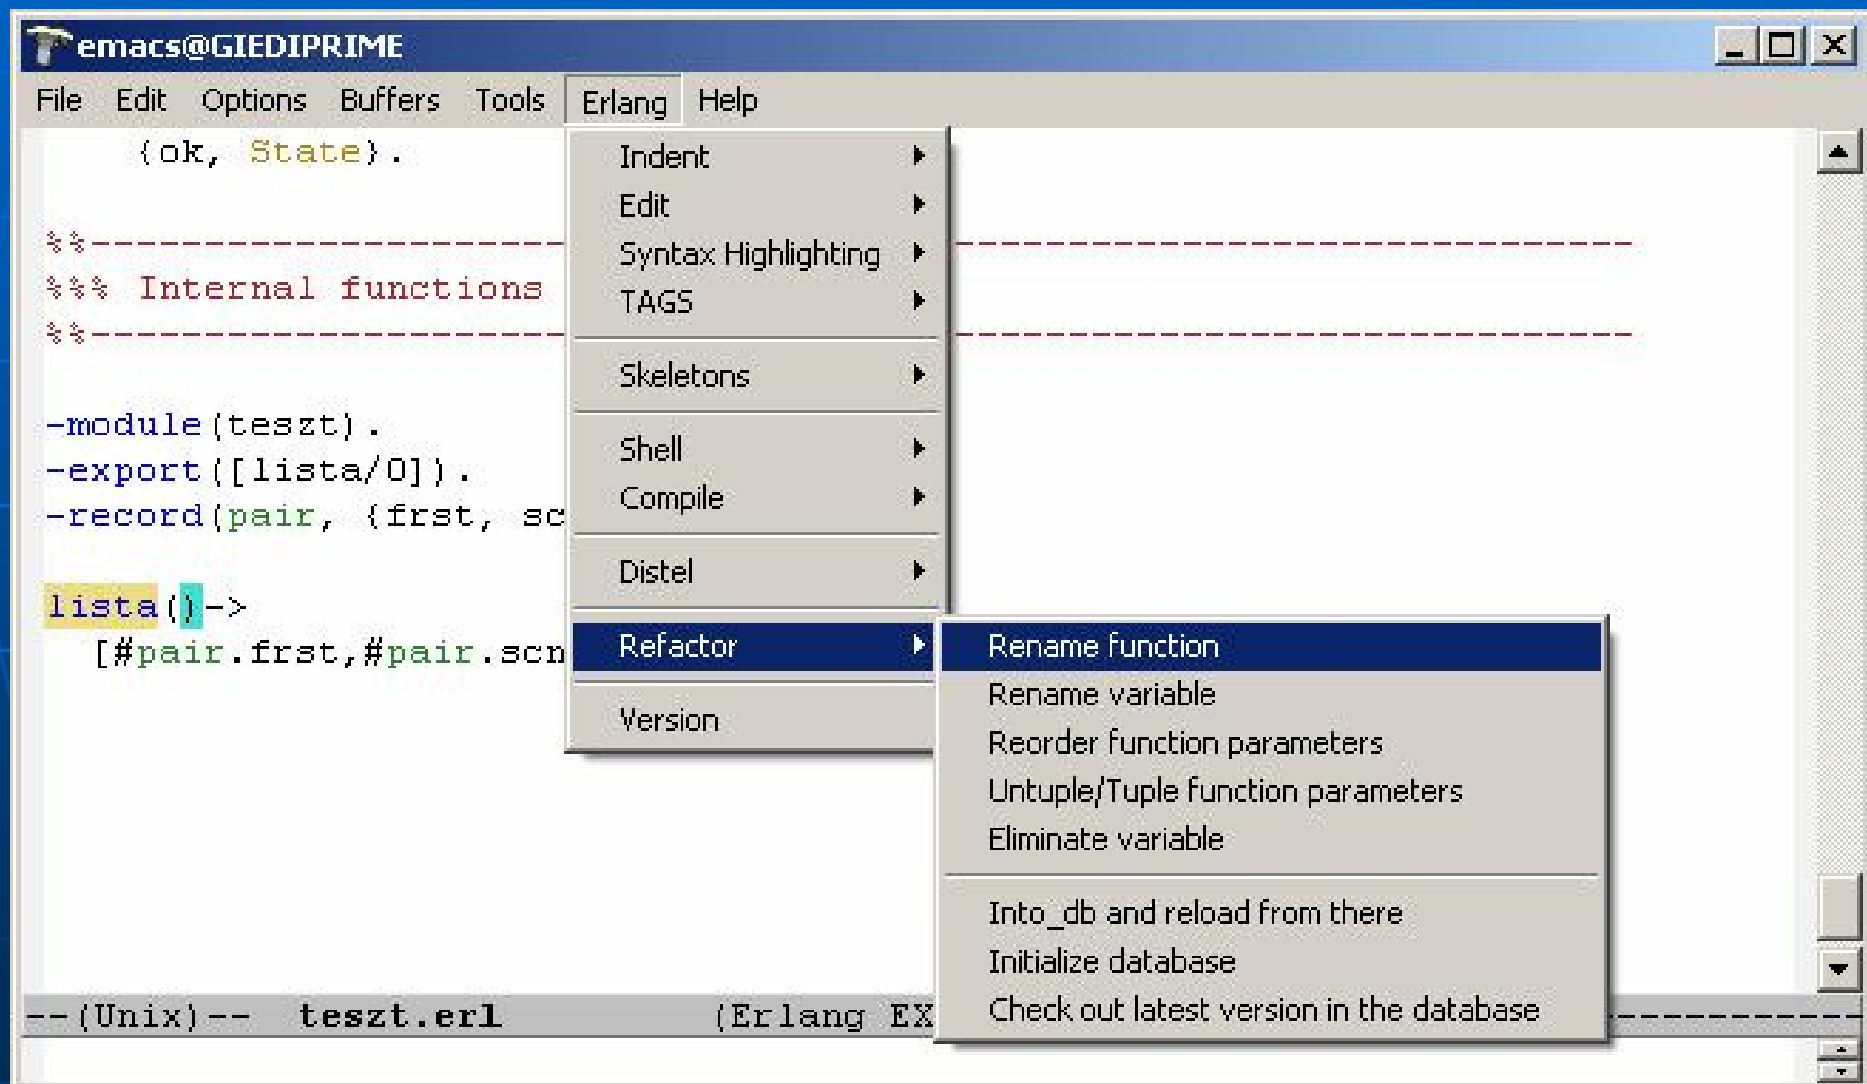 emacs@GIEDIPRIME
File Edit Options Buffers Tools Erlang Help
{ok, State}.
%%-----------------------------------------------------------
%%% Internal functions
%%-----------------------------------------------------------
-module(teszt).
-export([lista/0]).
-record(pair, {frst, sc
lista()->
[#pair.frst,#pair.scn
Indent
Edit
Syntax Highlighting
TAGS
Skeletons
Shell
Compile
Distel
Refactor
Version
Rename function
Rename variable
Reorder function parameters
Untuple/Tuple function parameters
Eliminate variable
Into_db and reload from there
Initialize database
Check out latest version in the database
--(Unix)-- teszt.erl (Erlang EX